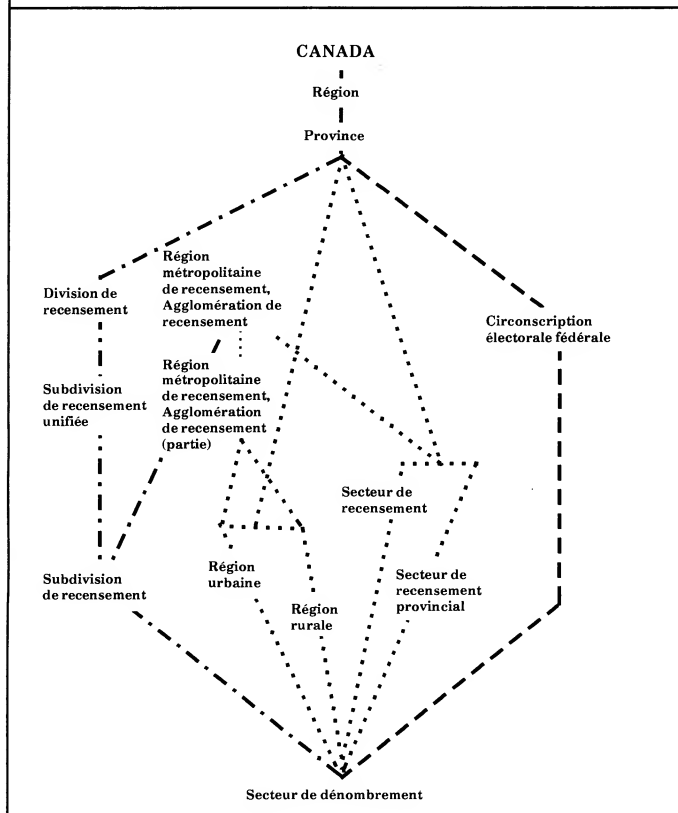 CANADA
Région
Province
Région
métropolitaine
de recensement,
Agglomération de
recensement
Division de
recensement
Circonscription
électorale fédérale
Région
métropolitaine
de recensement,
Agglomération
de recensement
(partie)
Subdivision
de recensement
unifiée
Secteur de
recensement
Subdivision
de recensement
Région
urbaine
Région
rurale
Secteur de
recensement
provincial
Secteur de dénombrement